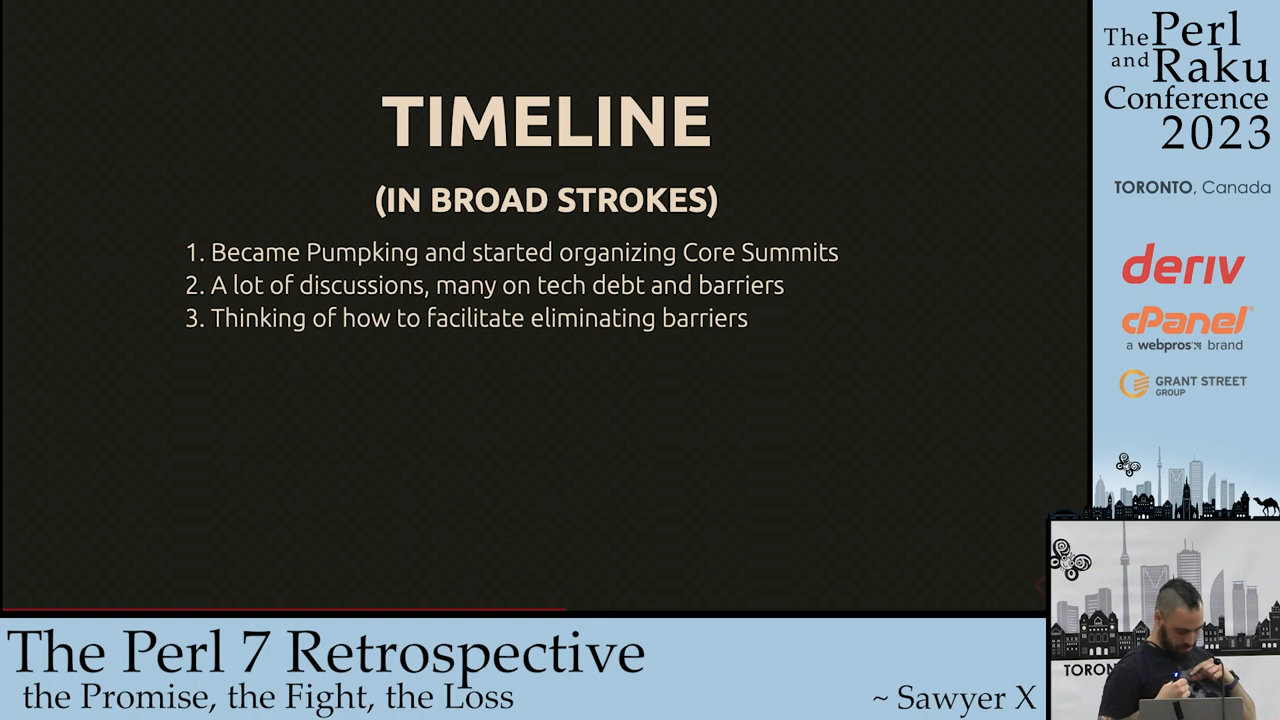 TIMELINE
(IN BROAD STROKES)
1. Became Pumpking and started organizing Core Summits
2. A lot of discussions, many on tech debt and barriers
3. Thinking of how to facilitate eliminating barriers
The Perl
and Raku
Conference
2023
TORONTO, Canada
deriv
cPanel®
a webpros brand
GRANT STREET
GROUP
TORON
The Perl 7 Retrospective
the Promise, the Fight, the Loss
~ Sawyer X